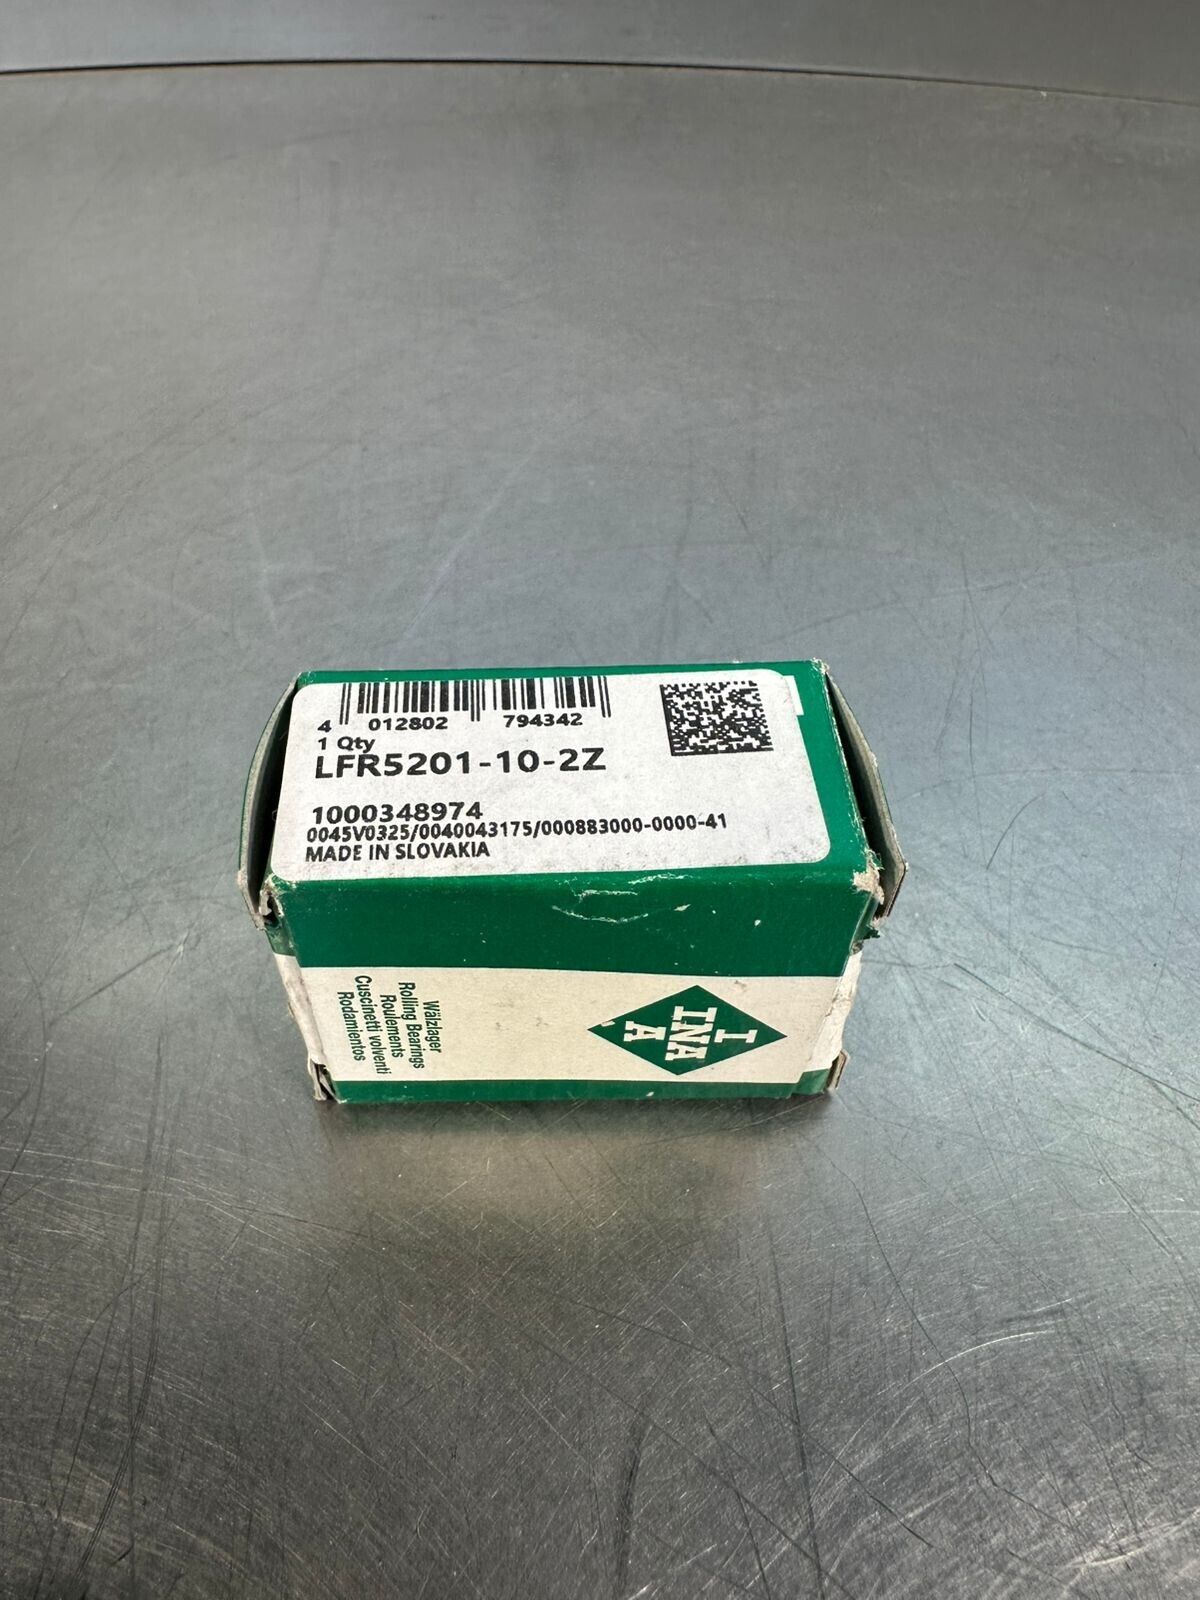 4 012802 794342
1 Qty
LFR5201-10-2Z
1000348974
0045V0325/0040043175/000883000-0000-41
MADE IN SLOVAKIA
Wälzlager
Rolling Bearings
Roulements
Cuscinetti volventi
Rodamientos
I
INA
A